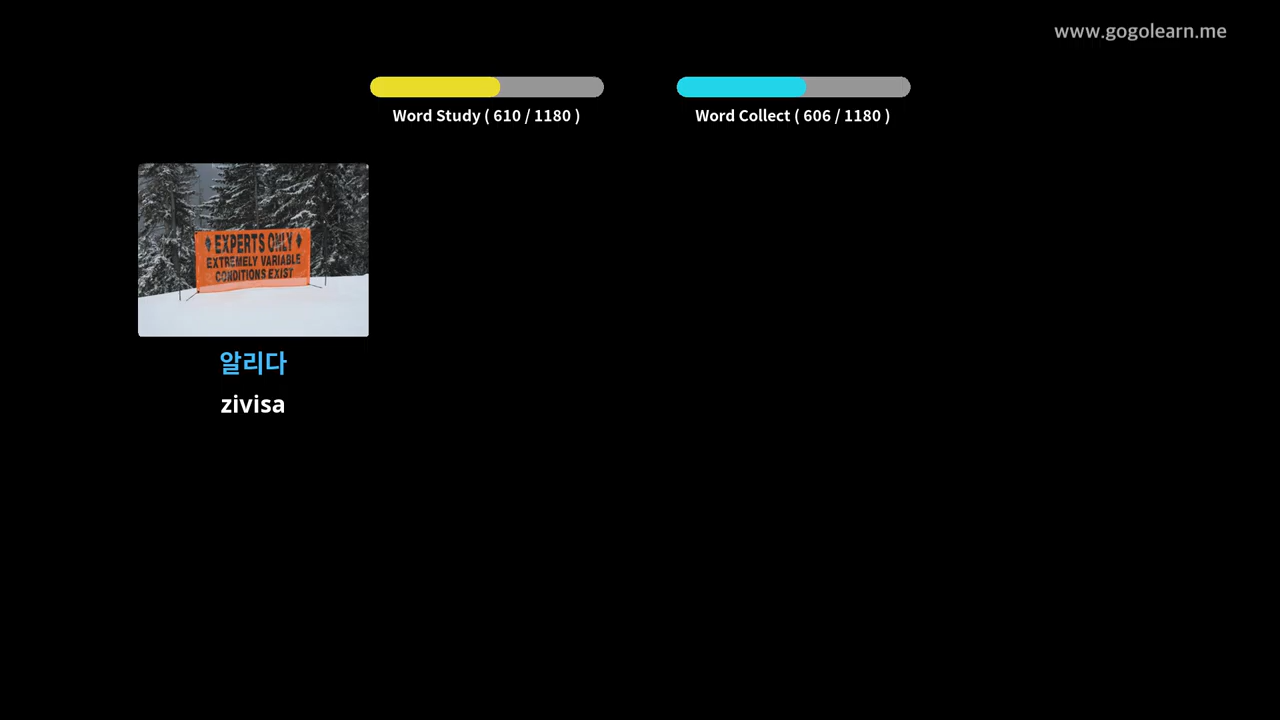 www.gogolearn.me
Word Study ( 610 / 1180 )
Word Collect ( 606 / 1180 )
EXPERTS ONLY
EXTREMELY VARIABLE
CONDITIONS EXIST
알리다
zivisa